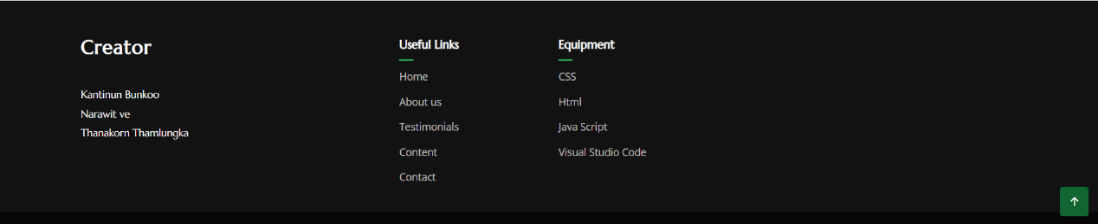 Creator
Kantinun Bunkoo
Narawit ve
Thanakorn Thamlungka
Useful Links
Home
About us
Testimonials
Content
Contact
Equipment
CSS
Html
Java Script
Visual Studio Code